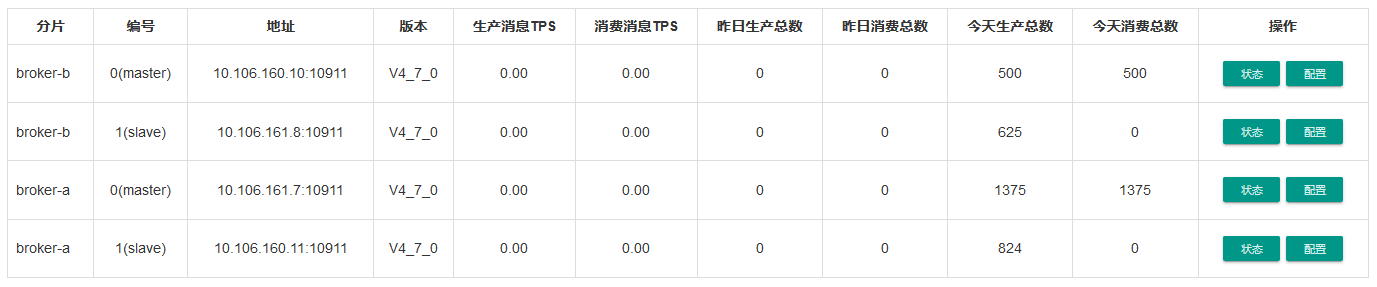 分片 编号 地址 版本 生产消息TPS 消费消息TPS 昨日生产总数 昨日消费总数 今天生产总数 今天消费总数 操作
broker-b 0(master) 10.106.160.10:10911 V4_7_0 0.00 0.00 0 0 500 500 状态 配置
broker-b 1(slave) 10.106.161.8:10911 V4_7_0 0.00 0.00 0 0 625 0 状态 配置
broker-a 0(master) 10.106.161.7:10911 V4_7_0 0.00 0.00 0 0 1375 1375 状态 配置
broker-a 1(slave) 10.106.160.11:10911 V4_7_0 0.00 0.00 0 0 824 0 状态 配置